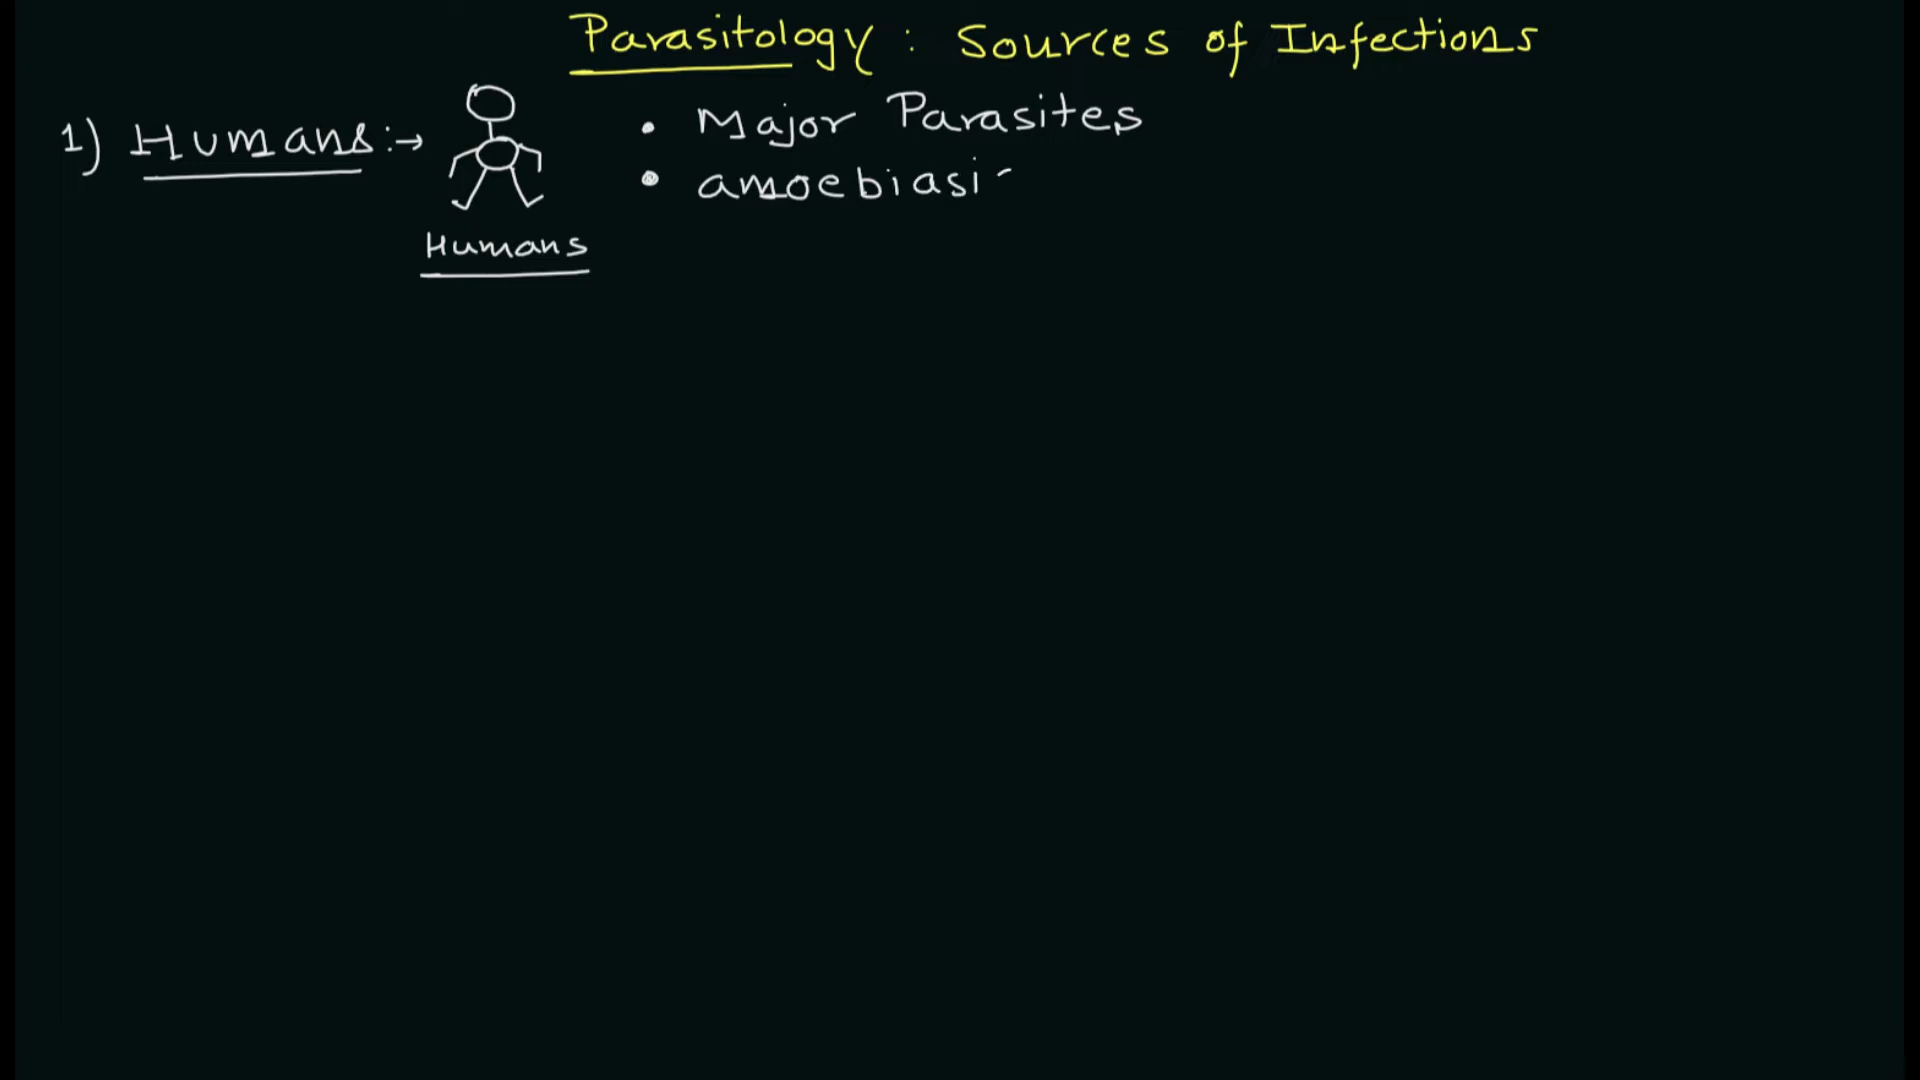 Parasitology : Sources of Infections
1) Humans :→
• Major Parasites
• amoebiasi
Humans